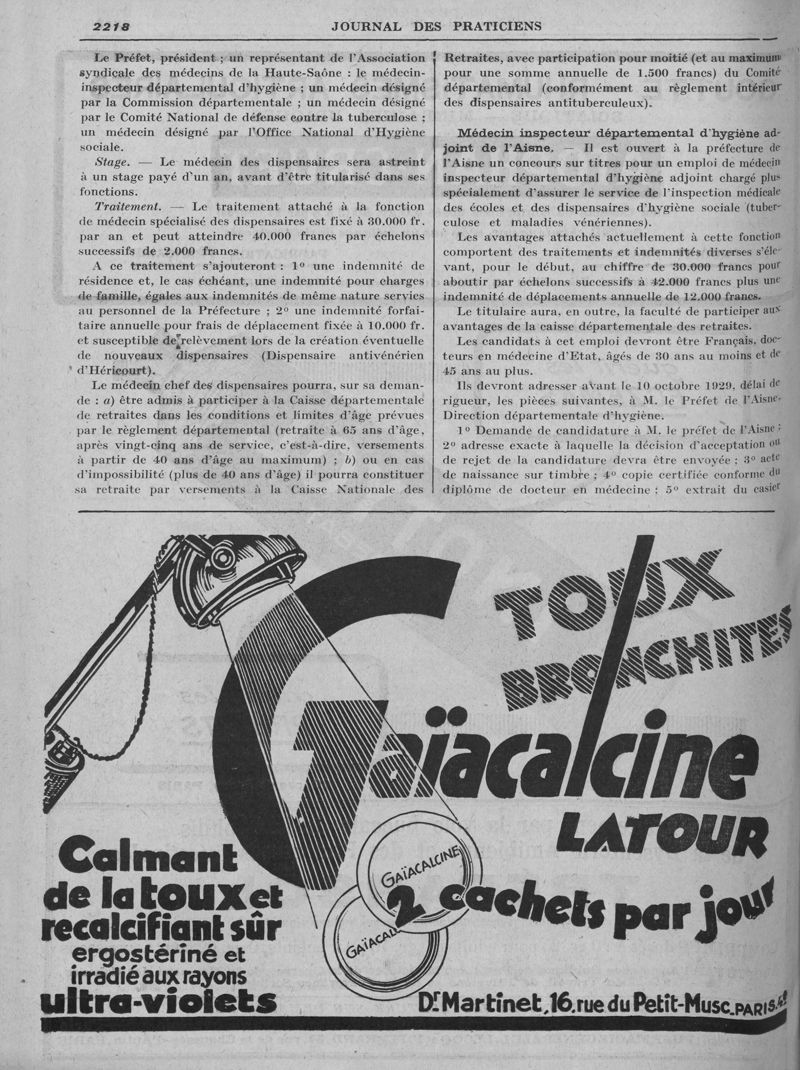 2218
JOURNAL DES PRATICIENS
Le Préfet, président ; un représentant de l'Association
syndicale des médecins de la Haute-Saône : le médecin-
inspecteur départemental d'hygiène ; un médecin désigné
par la Commission départementale ; un médecin désigné
par le Comité National de défense contre la tuberculose ;
un médecin désigné par l'Office National d'Hygiène
sociale.
Stage. — Le médecin des dispensaires sera astreint
à un stage payé d'un an, avant d'être titularisé dans ses
fonctions.
Traitement. — Le traitement attaché à la fonction
de médecin spécialisé des dispensaires est fixé à 30.000 fr.
par an et peut atteindre 40.000 francs par échelons
successifs de 2.000 francs.
A ce traitement s'ajouteront : 1° une indemnité de
résidence et, le cas échéant, une indemnité pour charges
de famille, égales aux indemnités de même nature servies
au personnel de la Préfecture ; 2° une indemnité forfai-
taire annuelle pour frais de déplacement fixée à 10.000 fr.
et susceptible de relèvement lors de la création éventuelle
de nouveaux dispensaires (Dispensaire antivénérien
d'Héricourt).
Le médecin chef des dispensaires pourra, sur sa deman-
de : a) être admis à participer à la Caisse départementale
de retraites dans les conditions et limites d'âge prévues
par le règlement départemental (retraite à 65 ans d'âge,
après vingt-cinq ans de service, c'est-à-dire, versements
à partir de 40 ans d'âge au maximum) ; b) ou en cas
d'impossibilité (plus de 40 ans d'âge) il pourra constituer
sa retraite par versements à la Caisse Nationale des
Retraites, avec participation pour moitié (et au maximum
pour une somme annuelle de 1.500 francs) du Comité
départemental (conformément au règlement intérieur
des dispensaires antituberculeux).
Médecin inspecteur départemental d'hygiène ad-
joint de l'Aisne. — Il est ouvert à la préfecture de
l'Aisne un concours sur titres pour un emploi de médecin
inspecteur départemental d'hygiène adjoint chargé plus
spécialement d'assurer le service de l'inspection médicale
des écoles et des dispensaires d'hygiène sociale (tuber-
culose et maladies vénériennes).
Les avantages attachés actuellement à cette fonction
comportent des traitements et indemnités diverses s'éle-
vant, pour le début, au chiffre de 30.000 francs pour
aboutir par échelons successifs à 42.000 francs plus une
indemnité de déplacements annuelle de 12.000 francs.
Le titulaire aura, en outre, la faculté de participer aux
avantages de la caisse départementale des retraites.
Les candidats à cet emploi devront être Français, doc-
teurs en médecine d'Etat, âgés de 30 ans au moins et de
45 ans au plus.
Ils devront adresser avant le 10 octobre 1929, délai de
rigueur, les pièces suivantes, à M. le Préfet de l'Aisne-
Direction départementale d'hygiène.
1° Demande de candidature à M. le préfet de l'Aisne ;
2° adresse exacte à laquelle la décision d'acceptation ou
de rejet de la candidature devra être envoyée ; 3° acte
de naissance sur timbre ; 4° copie certifiée conforme du
diplôme de docteur en médecine ; 5° extrait du casier
TOUX
BRONCHITES
Gaïacalcine
LATOUR
Calmant
de la toux et
recalcifiant sûr
ergostériné et
irradié aux rayons
ultra-violets
GAÏACALCINE
GAÏACAL
2 cachets par jour
Dr Martinet, 16, rue du Petit-Musc, PARIS.4e